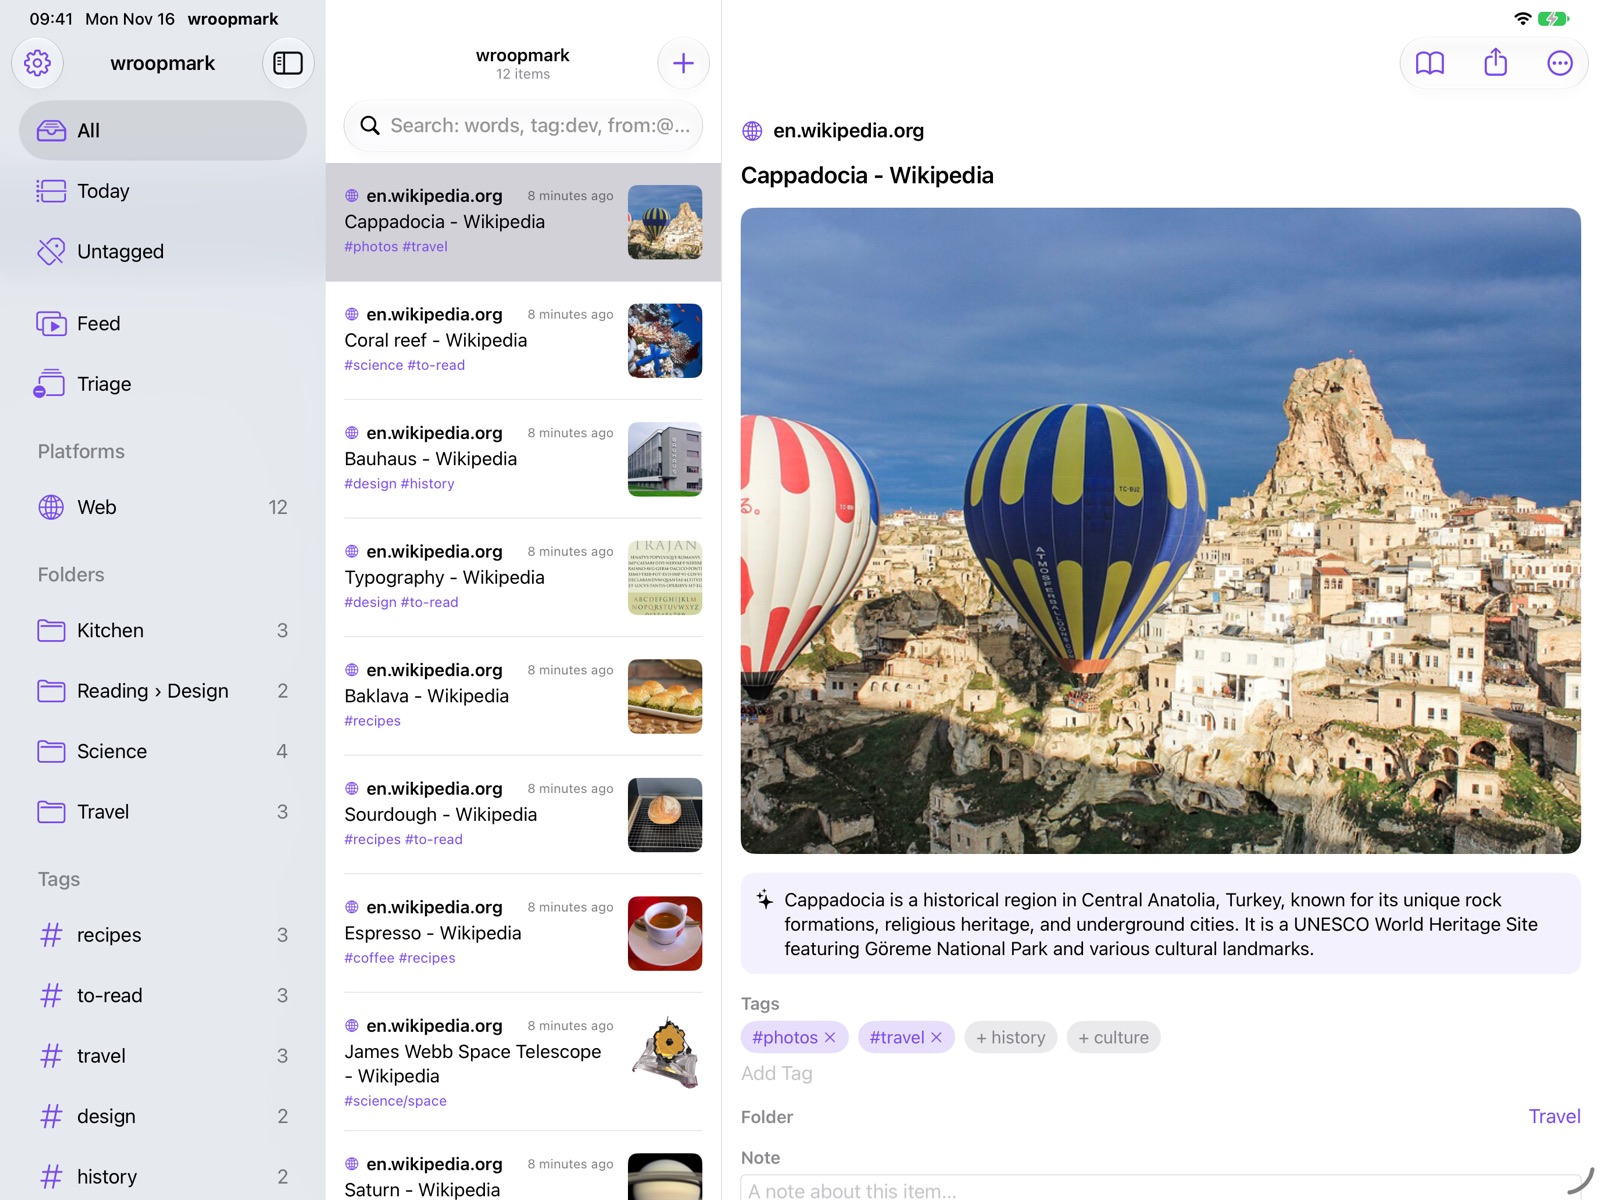 09:41 Mon Nov 16 wroopmark
wroopmark
All
Today
Untagged
Feed
Triage
Platforms
Web 12
Folders
Kitchen 3
Reading › Design 2
Science 4
Travel 3
Tags
# recipes 3
# to-read 3
# travel 3
# design 2
# history 2
wroopmark
12 items
Search: words, tag:dev, from:@...
en.wikipedia.org 8 minutes ago
Cappadocia - Wikipedia
#photos #travel
en.wikipedia.org 8 minutes ago
Coral reef - Wikipedia
#science #to-read
en.wikipedia.org 8 minutes ago
Bauhaus - Wikipedia
#design #history
en.wikipedia.org 8 minutes ago
Typography - Wikipedia
#design #to-read
TRAJAN
ABCDEFGHIJKLM
NOPQRSTUVWXYZ
en.wikipedia.org 8 minutes ago
Baklava - Wikipedia
#recipes
en.wikipedia.org 8 minutes ago
Sourdough - Wikipedia
#recipes #to-read
en.wikipedia.org 8 minutes ago
Espresso - Wikipedia
#coffee #recipes
en.wikipedia.org 8 minutes ago
James Webb Space Telescope
- Wikipedia
#science/space
en.wikipedia.org 8 minutes ago
Saturn - Wikipedia
en.wikipedia.org
Cappadocia - Wikipedia
TC-BUZ
Cappadocia is a historical region in Central Anatolia, Turkey, known for its unique rock
formations, religious heritage, and underground cities. It is a UNESCO World Heritage Site
featuring Göreme National Park and various cultural landmarks.
Tags
#photos × #travel × + history + culture
Add Tag
Folder Travel
Note
A note about this item...